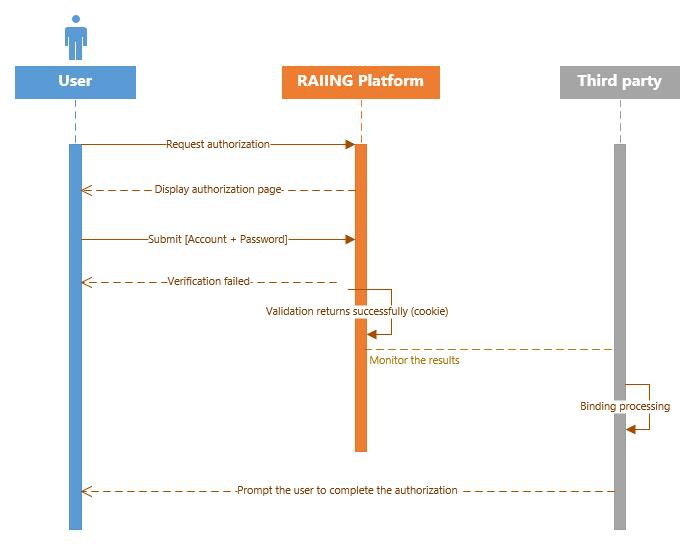 User
RAIING Platform
Third party
Request authorization
Display authorization page
Submit [Account + Password]
Verification failed
Validation returns successfully (cookie)
Monitor the results
Binding processing
Prompt the user to complete the authorization